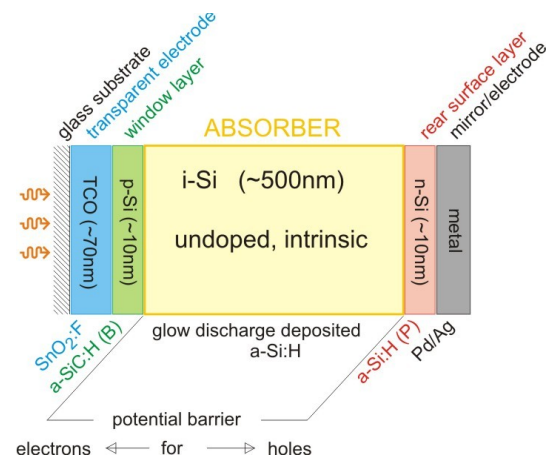 glass substrate
transparent electrode
window layer
ABSORBER
rear surface layer
mirror/electrode
TCO (~70nm)
p-Si (~10nm)
i-Si (~500nm)
undoped, intrinsic
n-Si (~10nm)
metal
SnO₂:F
a-SiC:H (B)
glow discharge deposited
a-Si:H
a-Si:H (P)
Pd/Ag
potential barrier
electrons for holes